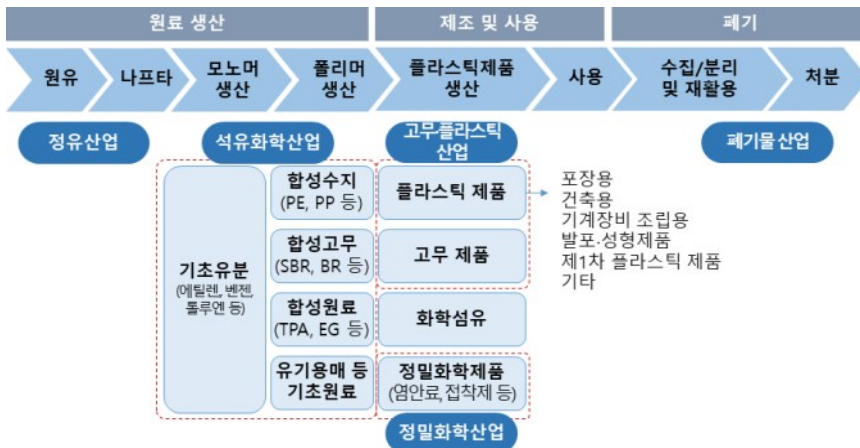 원료 생산
제조 및 사용
폐기
원유
나프타
모노머
생산
폴리머
생산
플라스틱제품
생산
사용
수집/분리
및 재활용
처분
정유산업
석유화학산업
고무·플라스틱
산업
폐기물 산업
기초유분
(에틸렌, 벤젠,
톨루엔 등)
합성수지
(PE, PP 등)
합성고무
(SBR, BR 등)
합성원료
(TPA, EG 등)
유기용매 등
기초원료
플라스틱 제품
고무 제품
화학섬유
정밀화학제품
(염안료, 접착제 등)
정밀화학산업
포장용
건축용
기계장비 조립용
발포·성형제품
제1차 플라스틱 제품
기타